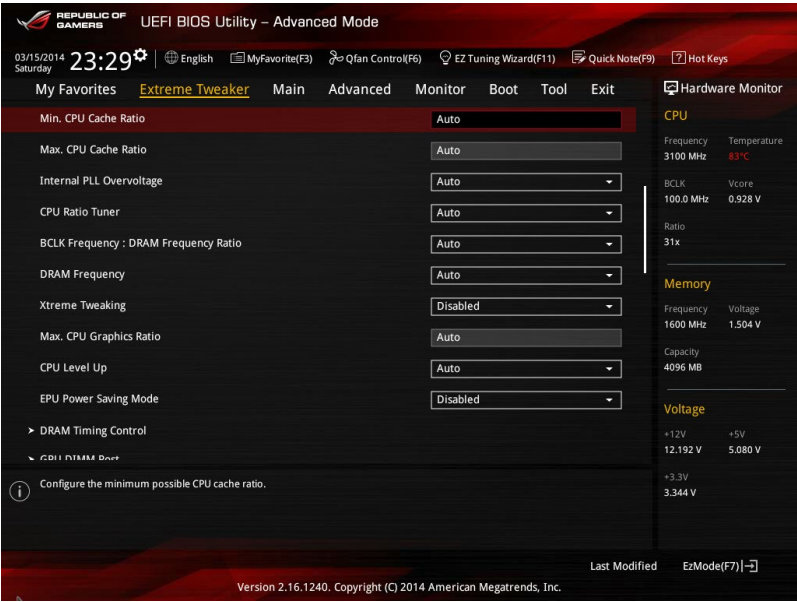 REPUBLIC OF
GAMERS
UEFI BIOS Utility – Advanced Mode
03/15/2014
Saturday
23:29
English
MyFavorite(F3)
Qfan Control(F6)
EZ Tuning Wizard(F11)
Quick Note(F9)
? Hot Keys
My Favorites
Extreme Tweaker
Main
Advanced
Monitor
Boot
Tool
Exit
Hardware Monitor
Min. CPU Cache Ratio Auto
Max. CPU Cache Ratio Auto
Internal PLL Overvoltage Auto
CPU Ratio Tuner Auto
BCLK Frequency : DRAM Frequency Ratio Auto
DRAM Frequency Auto
Xtreme Tweaking Disabled
Max. CPU Graphics Ratio Auto
CPU Level Up Auto
EPU Power Saving Mode Disabled
> DRAM Timing Control
> GPU DIMM Post
Configure the minimum possible CPU cache ratio.
CPU
Frequency Temperature
3100 MHz 83°C
BCLK Vcore
100.0 MHz 0.928 V
Ratio
31x
Memory
Frequency Voltage
1600 MHz 1.504 V
Capacity
4096 MB
Voltage
+12V +5V
12.192 V 5.080 V
+3.3V
3.344 V
Last Modified
EzMode(F7)
Version 2.16.1240. Copyright (C) 2014 American Megatrends, Inc.